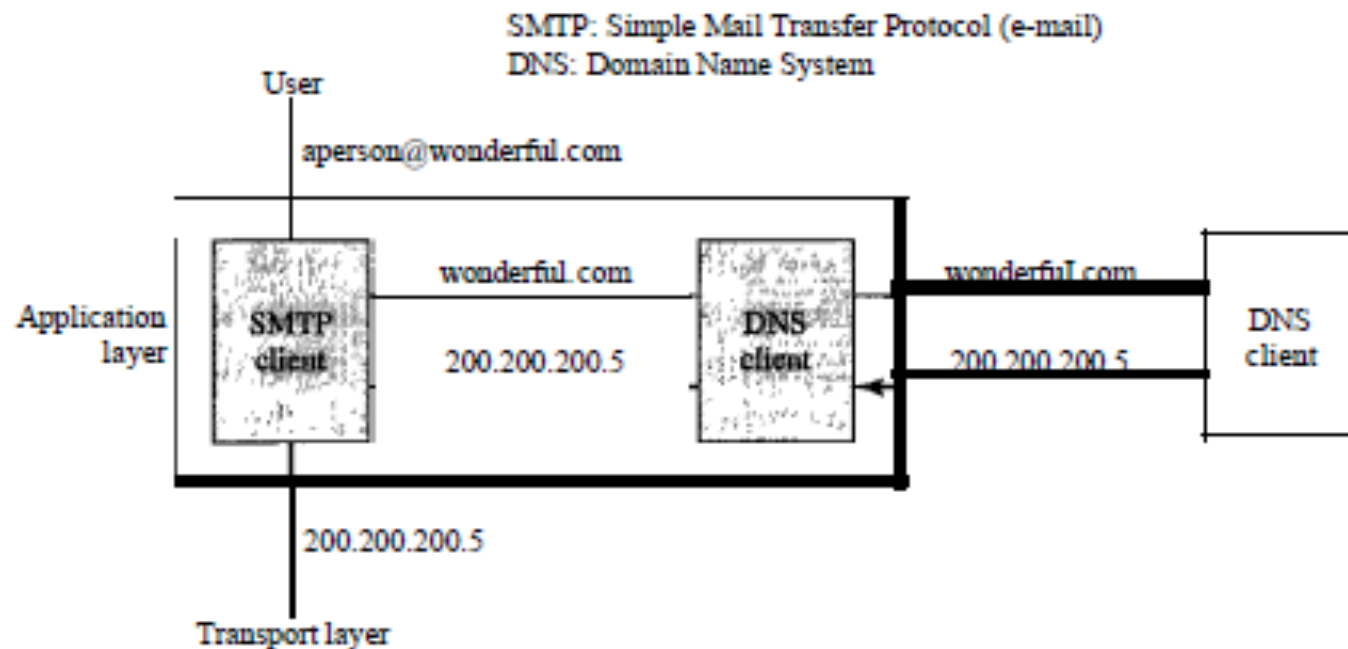 SMTP: Simple Mail Transfer Protocol (e-mail)
DNS: Domain Name System
User
aperson@wonderful.com
Application
layer
SMTP
client
wonderful.com
200.200.200.5
DNS
client
wonderfuI.com
200.200.200.5
DNS
client
200.200.200.5
Transport layer